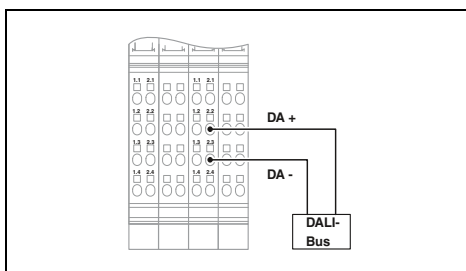 1.1 2.1 1.1 2.1
1.2 2.2 1.2 2.2
DA +
1.3 2.3 1.3 2.3
DA -
1.4 2.4 1.4 2.4
DALI-
Bus